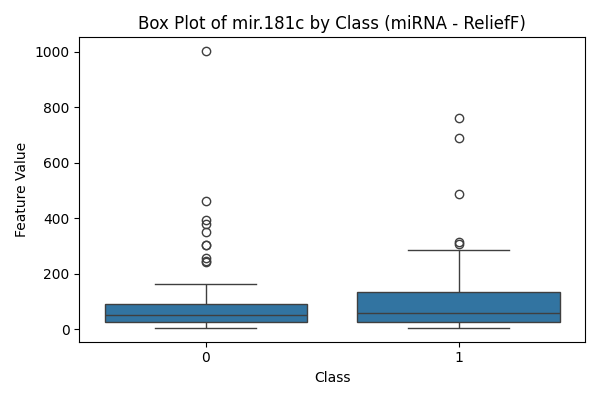 Box Plot of mir.181c by Class (miRNA - ReliefF)
1000
800
600
400
200
0
Feature Value
0 1
Class